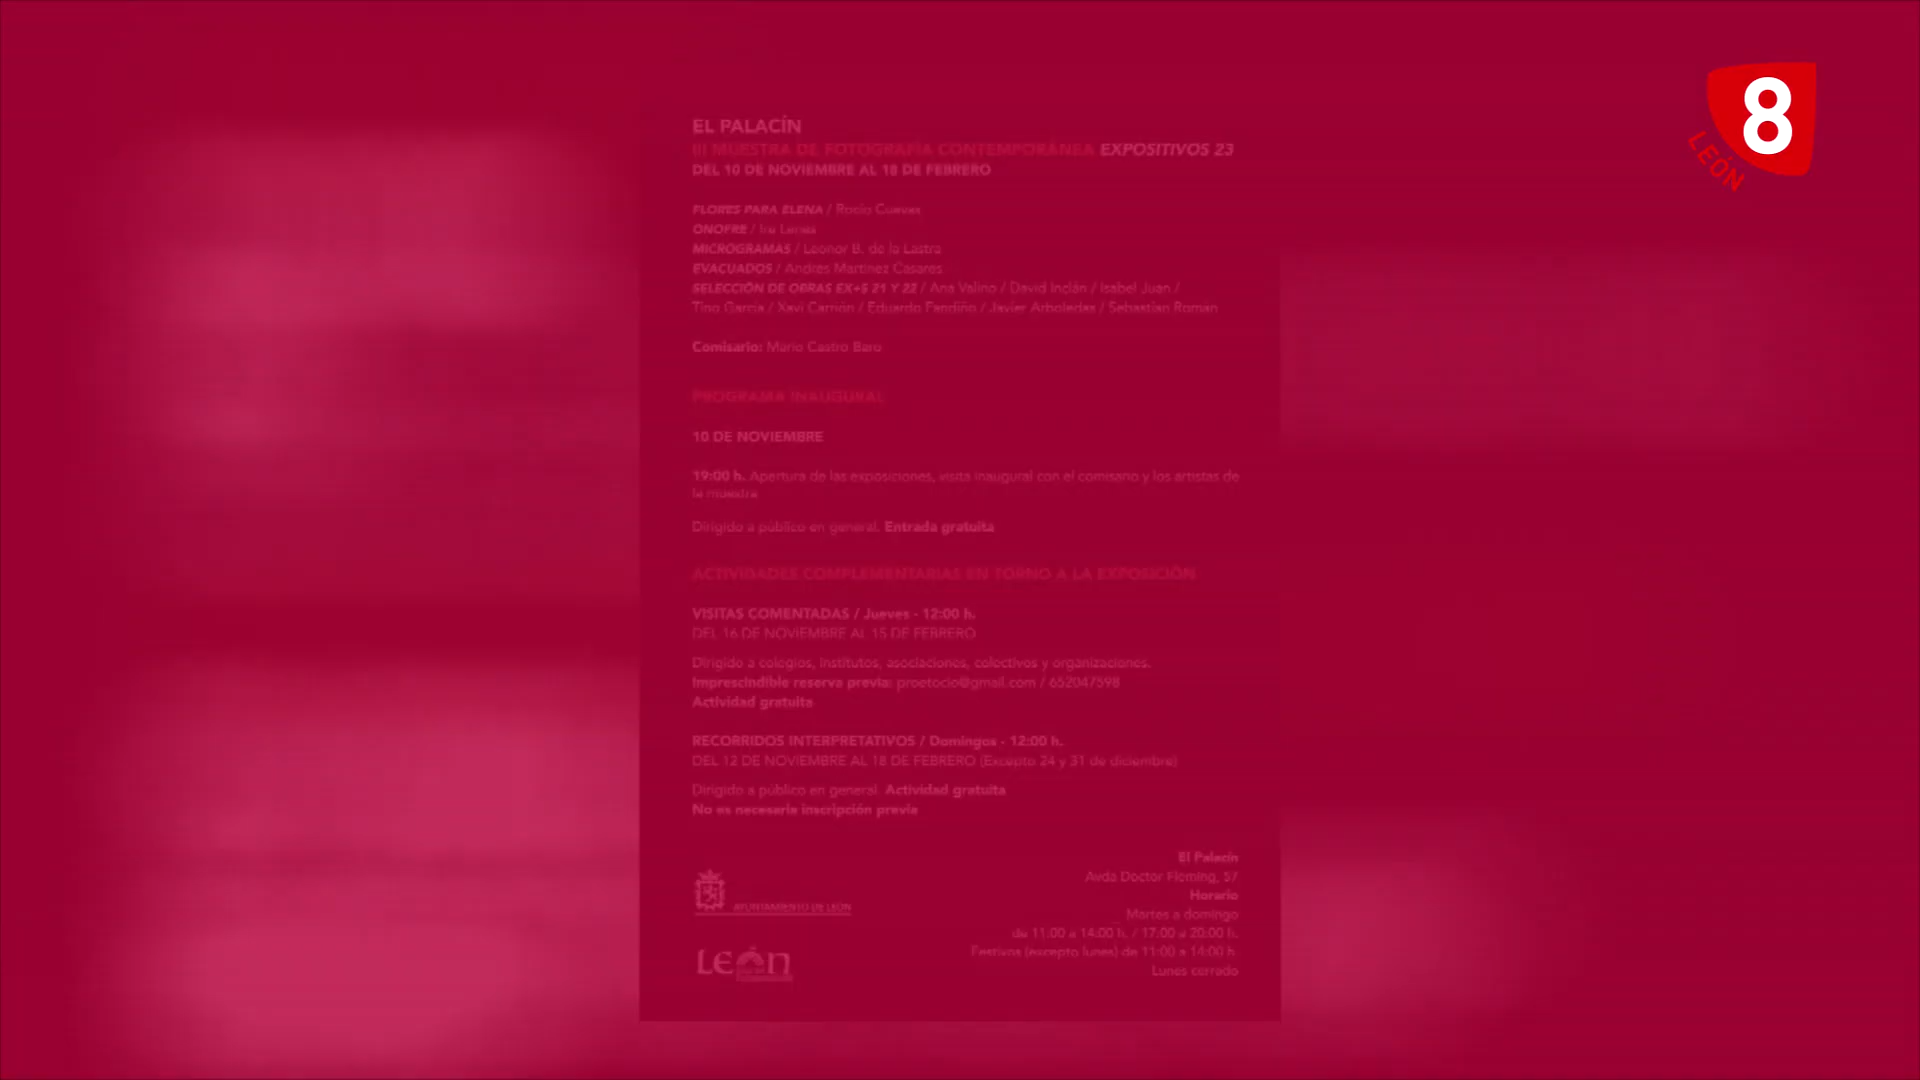 8
LEÓN
EL PALACÍN
III MUESTRA DE FOTOGRAFÍA CONTEMPORÁNEA EXPOSITIVOS 23
DEL 10 DE NOVIEMBRE AL 18 DE FEBRERO
FLORES PARA ELENA / Rocío Cuevas
ONOFRE / Ira Lamas
MICROGRAMAS / Leonor B. de la Lastra
EVACUADOS / Andrés Martínez Casares
SELECCIÓN DE OBRAS EX+S 21 Y 22 / Ana Valiño / David Inclán / Isabel Juan /
Tino García / Xavi Carrión / Eduardo Fandiño / Javier Arboledas / Sebastián Román
Comisario: Mario Castro Baro
PROGRAMA INAUGURAL
10 DE NOVIEMBRE
19:00 h. Apertura de las exposiciones, visita inaugural con el comisario y los artistas de
la muestra
Dirigido a público en general. Entrada gratuita
ACTIVIDADES COMPLEMENTARIAS EN TORNO A LA EXPOSICIÓN
VISITAS COMENTADAS / Jueves - 12:00 h.
DEL 16 DE NOVIEMBRE AL 15 DE FEBRERO
Dirigido a colegios, institutos, asociaciones, colectivos y organizaciones.
Imprescindible reserva previa: proetocio@gmail.com / 652047598
Actividad gratuita
RECORRIDOS INTERPRETATIVOS / Domingos - 12:00 h.
DEL 12 DE NOVIEMBRE AL 18 DE FEBRERO (Excepto 24 y 31 de diciembre)
Dirigido a público en general. Actividad gratuita
No es necesaria inscripción previa
El Palacín
Avda Doctor Fleming, 57
Horario
Martes a domingo
de 11:00 a 14:00 h. / 17:00 a 20:00 h.
Festivos (excepto lunes) de 11:00 a 14:00 h.
Lunes cerrado
AYUNTAMIENTO DE LEÓN
LEÓN